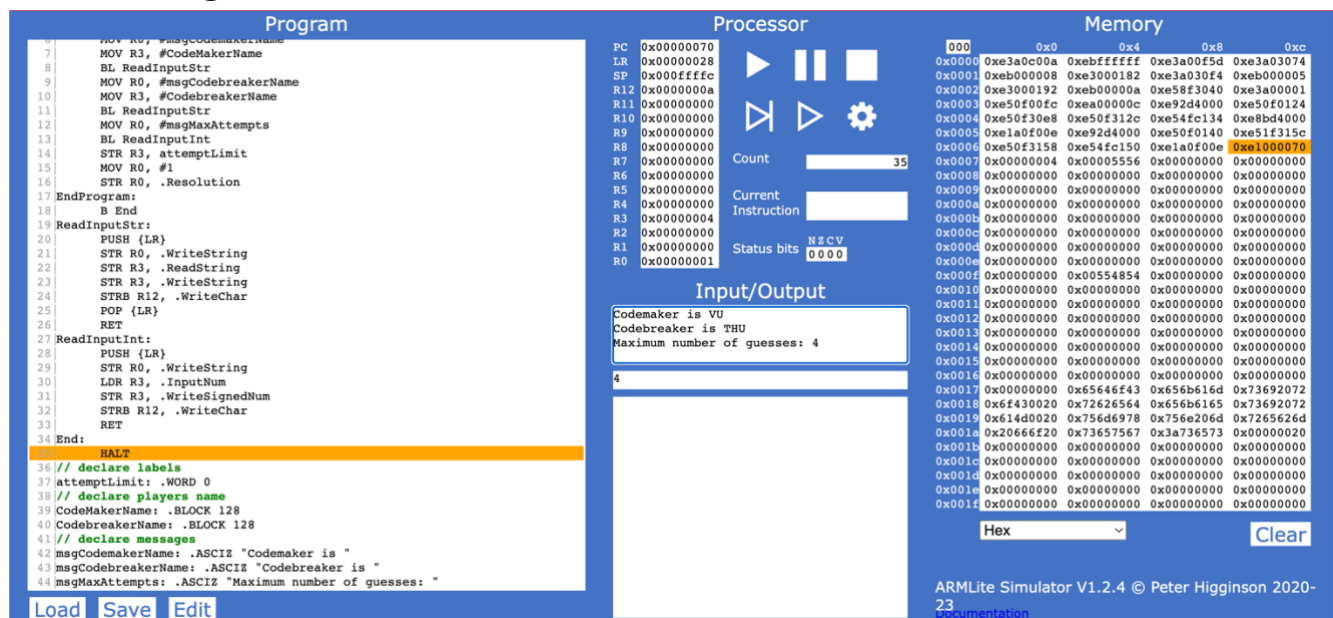 Program
6 MOV R0, #msgCodemakerName
7 MOV R3, #CodeMakerName
8 BL ReadInputStr
9 MOV R0, #msgCodebreakerName
10 MOV R3, #CodebreakerName
11 BL ReadInputStr
12 MOV R0, #msgMaxAttempts
13 BL ReadInputInt
14 STR R3, attemptLimit
15 MOV R0, #1
16 STR R0, .Resolution
17 EndProgram:
18 B End
19 ReadInputStr:
20 PUSH {LR}
21 STR R0, .WriteString
22 STR R3, .ReadString
23 STR R3, .WriteString
24 STRB R12, .WriteChar
25 POP {LR}
26 RET
27 ReadInputInt:
28 PUSH {LR}
29 STR R0, .WriteString
30 LDR R3, .InputNum
31 STR R3, .WriteSignedNum
32 STRB R12, .WriteChar
33 RET
34 End:
35 HALT
36 // declare labels
37 attemptLimit: .WORD 0
38 // declare players name
39 CodeMakerName: .BLOCK 128
40 CodebreakerName: .BLOCK 128
41 // declare messages
42 msgCodemakerName: .ASCIZ "Codemaker is "
43 msgCodebreakerName: .ASCIZ "Codebreaker is "
44 msgMaxAttempts: .ASCIZ "Maximum number of guesses: "
Load Save Edit
Processor
PC 0x00000070
LR 0x00000028
SP 0x000ffffc
R12 0x0000000a
R11 0x00000000
R10 0x00000000
R9 0x00000000
R8 0x00000000
R7 0x00000000
R6 0x00000000
R5 0x00000000
R4 0x00000000
R3 0x00000004
R2 0x00000000
R1 0x00000000
R0 0x00000001
Count 35
Current
Instruction
Status bits NZCV
0000
Input/Output
Codemaker is VU
Codebreaker is THU
Maximum number of guesses: 4
4
Memory
000 0x0 0x4 0x8 0xc
0x0000 0xe3a0c00a 0xebffffff 0xe3a00f5d 0xe3a03074
0x0001 0xeb000008 0xe3000182 0xe3a030f4 0xeb000005
0x0002 0xe3000192 0xeb00000a 0xe58f3040 0xe3a00001
0x0003 0xe50f00fc 0xea00000c 0xe92d4000 0xe50f0124
0x0004 0xe50f30e8 0xe50f312c 0xe54fc134 0xe8bd4000
0x0005 0xe1a0f00e 0xe92d4000 0xe50f0140 0xe51f315c
0x0006 0xe50f3158 0xe54fc150 0xe1a0f00e 0xe1000070
0x0007 0x00000004 0x00005556 0x00000000 0x00000000
0x0008 0x00000000 0x00000000 0x00000000 0x00000000
0x0009 0x00000000 0x00000000 0x00000000 0x00000000
0x000a 0x00000000 0x00000000 0x00000000 0x00000000
0x000b 0x00000000 0x00000000 0x00000000 0x00000000
0x000c 0x00000000 0x00000000 0x00000000 0x00000000
0x000d 0x00000000 0x00000000 0x00000000 0x00000000
0x000e 0x00000000 0x00000000 0x00000000 0x00000000
0x000f 0x00000000 0x00554854 0x00000000 0x00000000
0x0010 0x00000000 0x00000000 0x00000000 0x00000000
0x0011 0x00000000 0x00000000 0x00000000 0x00000000
0x0012 0x00000000 0x00000000 0x00000000 0x00000000
0x0013 0x00000000 0x00000000 0x00000000 0x00000000
0x0014 0x00000000 0x00000000 0x00000000 0x00000000
0x0015 0x00000000 0x00000000 0x00000000 0x00000000
0x0016 0x00000000 0x00000000 0x00000000 0x00000000
0x0017 0x00000000 0x65646f43 0x656b616d 0x73692072
0x0018 0x6f430020 0x72626564 0x656b6165 0x73692072
0x0019 0x614d0020 0x756d6978 0x756e206d 0x7265626d
0x001a 0x20666f20 0x73657567 0x3a736573 0x00000020
0x001b 0x00000000 0x00000000 0x00000000 0x00000000
0x001c 0x00000000 0x00000000 0x00000000 0x00000000
0x001d 0x00000000 0x00000000 0x00000000 0x00000000
0x001e 0x00000000 0x00000000 0x00000000 0x00000000
0x001f 0x00000000 0x00000000 0x00000000 0x00000000
Hex Clear
ARMLite Simulator V1.2.4 © Peter Higginson 2020-
23
Documentation